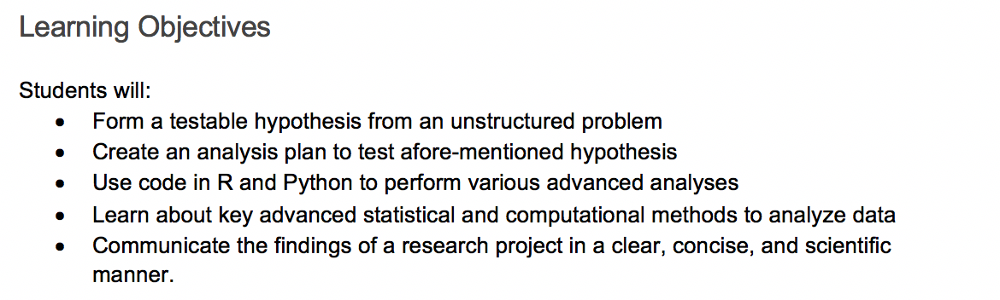 Learning Objectives
Students will:
• Form a testable hypothesis from an unstructured problem
• Create an analysis plan to test afore-mentioned hypothesis
• Use code in R and Python to perform various advanced analyses
• Learn about key advanced statistical and computational methods to analyze data
• Communicate the findings of a research project in a clear, concise, and scientific
manner.